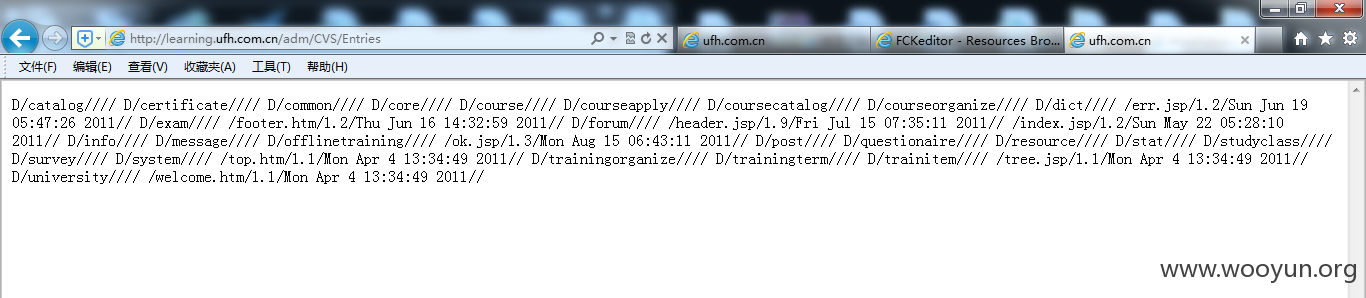 http://learning.ufh.com.cn/adm/CVS/Entries
ufh.com.cn
FCKeditor - Resources Bro...
ufh.com.cn
文件(F) 编辑(E) 查看(V) 收藏夹(A) 工具(T) 帮助(H)
D/catalog//// D/certificate//// D/common//// D/core//// D/course//// D/courseapply//// D/coursecatalog//// D/courseorganize//// D/dict//// /err.jsp/1.2/Sun Jun 19
05:47:26 2011// D/exam//// /footer.htm/1.2/Thu Jun 16 14:32:59 2011// D/forum//// /header.jsp/1.9/Fri Jul 15 07:35:11 2011// /index.jsp/1.2/Sun May 22 05:28:10
2011// D/info//// D/message//// D/offlinetraining//// /ok.jsp/1.3/Mon Aug 15 06:43:11 2011// D/post//// D/questionaire//// D/resource//// D/stat//// D/studyclass////
D/survey//// D/system//// /top.htm/1.1/Mon Apr 4 13:34:49 2011// D/trainingorganize//// D/trainingterm//// D/trainitem//// /tree.jsp/1.1/Mon Apr 4 13:34:49 2011//
D/university//// /welcome.htm/1.1/Mon Apr 4 13:34:49 2011//
www.wooyun.org